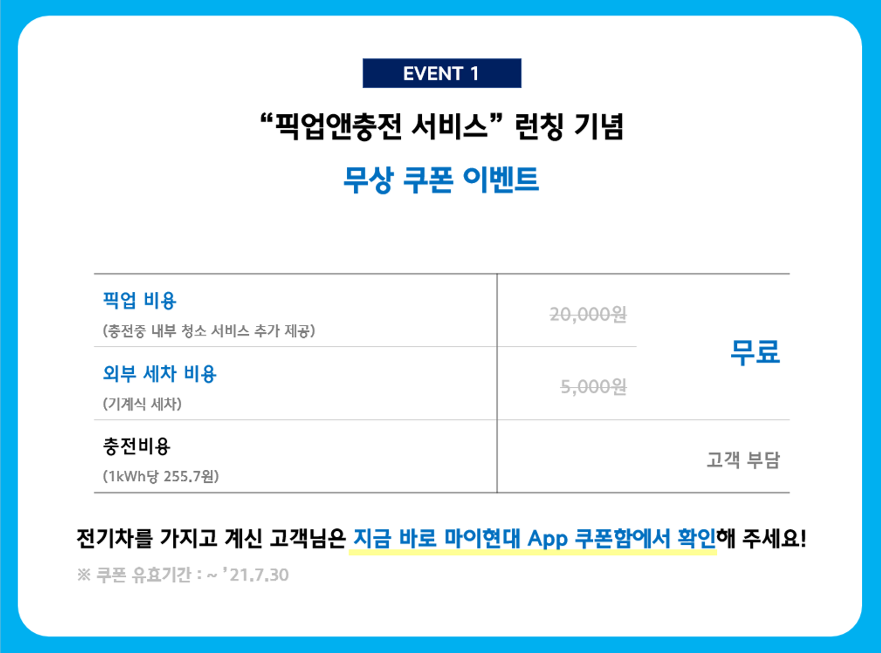 EVENT 1
“픽업앤충전 서비스” 런칭 기념
무상 쿠폰 이벤트
픽업 비용
(충전중 내부 청소 서비스 추가 제공)
20,000원
무료
외부 세차 비용
(기계식 세차)
5,000원
충전비용
(1kWh당 255.7원)
고객 부담
전기차를 가지고 계신 고객님은 지금 바로 마이현대 App 쿠폰함에서 확인해 주세요!
※ 쿠폰 유효기간 : ~ ’21.7.30